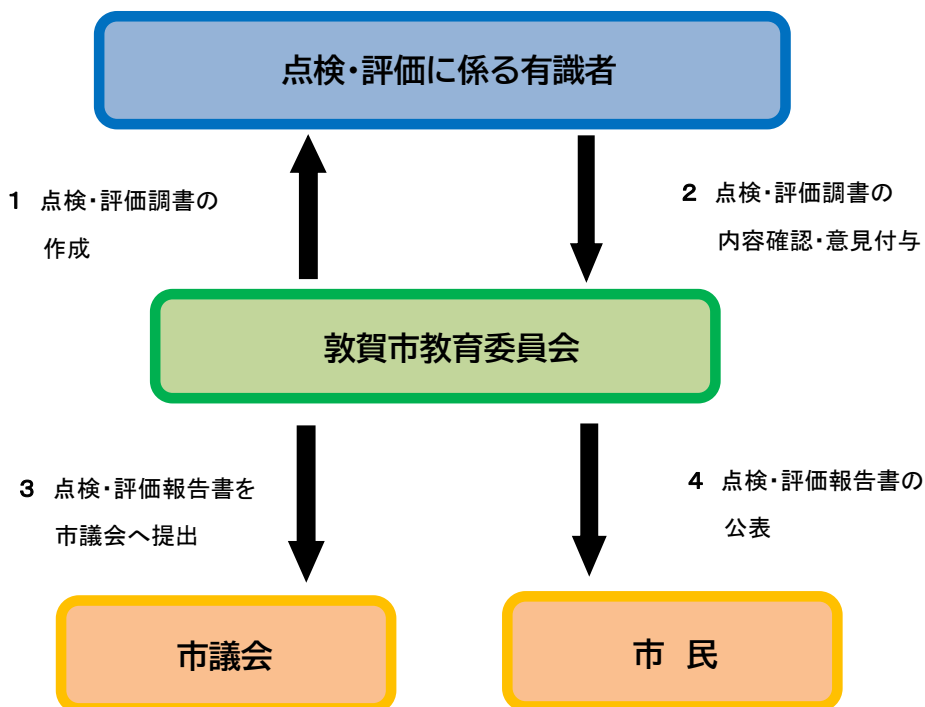 点検・評価に係る有識者
1 点検・評価調書の
作成
2 点検・評価調書の
内容確認・意見付与
敦賀市教育委員会
3 点検・評価報告書を
市議会へ提出
4 点検・評価報告書の
公表
市議会
市 民